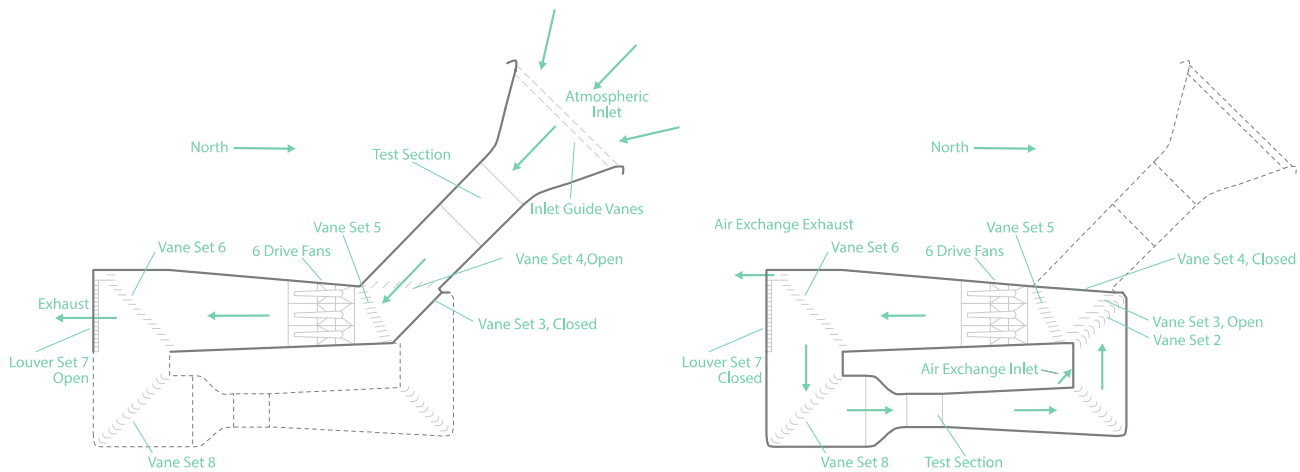 Atmospheric
Inlet
North
Test Section
Inlet Guide Vanes
Vane Set 5
Vane Set 6
6 Drive Fans
Vane Set 4,Open
Exhaust
Vane Set 3, Closed
Louver Set 7
Open
Vane Set 8
North
Air Exchange Exhaust
Vane Set 5
Vane Set 6
6 Drive Fans
Vane Set 4, Closed
Vane Set 3, Open
Vane Set 2
Louver Set 7
Closed
Air Exchange Inlet
Vane Set 8
Test Section